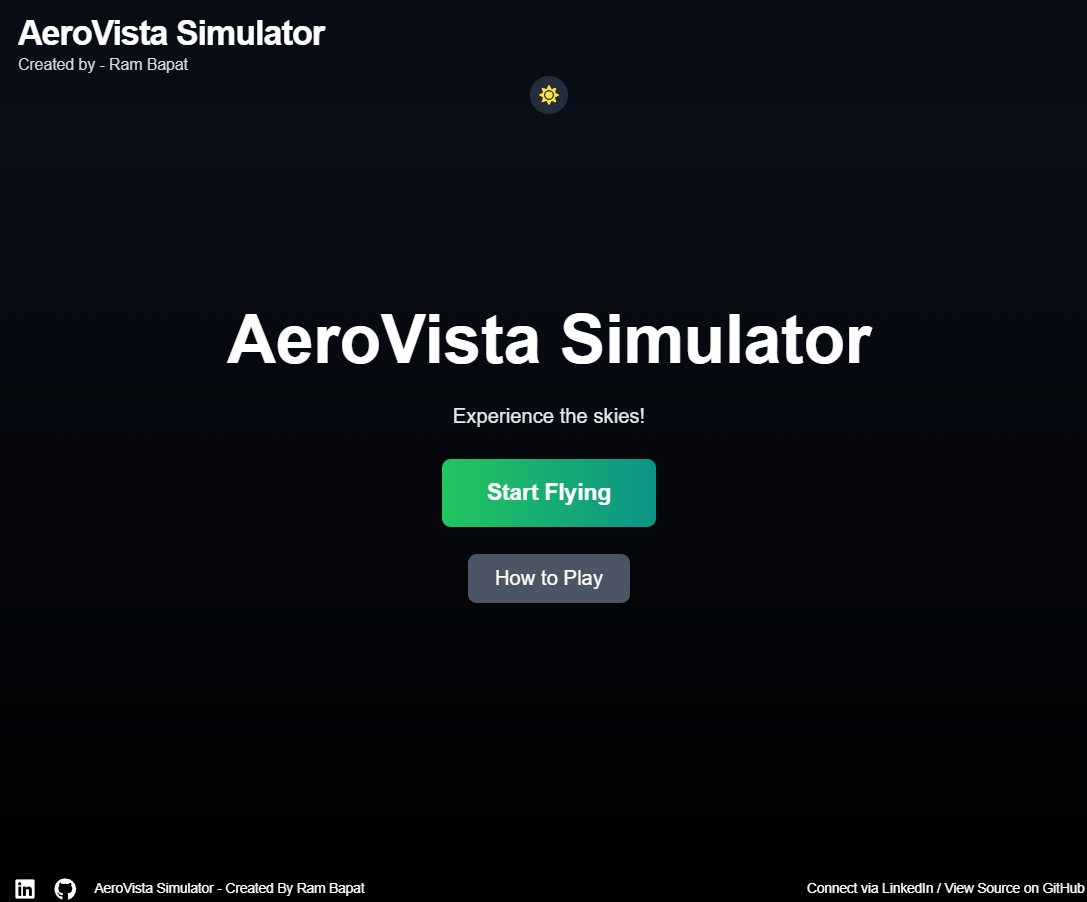 AeroVista Simulator
Created by - Ram Bapat
AeroVista Simulator
Experience the skies!
Start Flying
How to Play
in AeroVista Simulator - Created By Ram Bapat
Connect via LinkedIn / View Source on GitHub